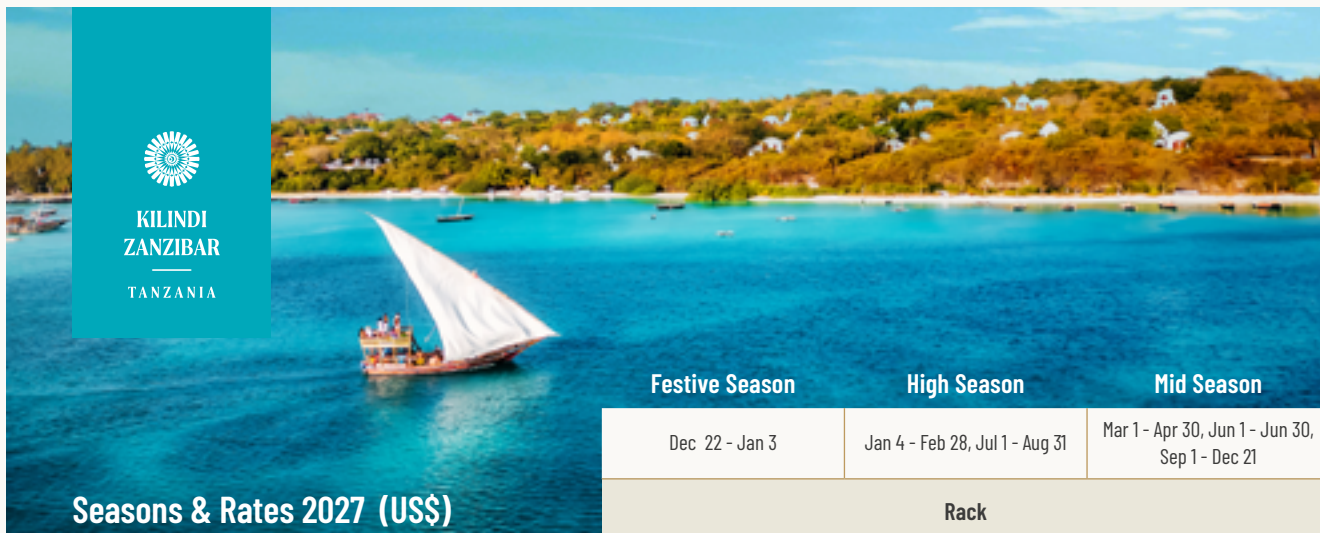 KILINDI
ZANZIBAR
TANZANIA
Festive Season
High Season
Mid Season
Dec 22 - Jan 3
Jan 4 - Feb 28, Jul 1 - Aug 31
Mar 1 - Apr 30, Jun 1 - Jun 30,
Sep 1 - Dec 21
Seasons & Rates 2027 (US$)
Rack